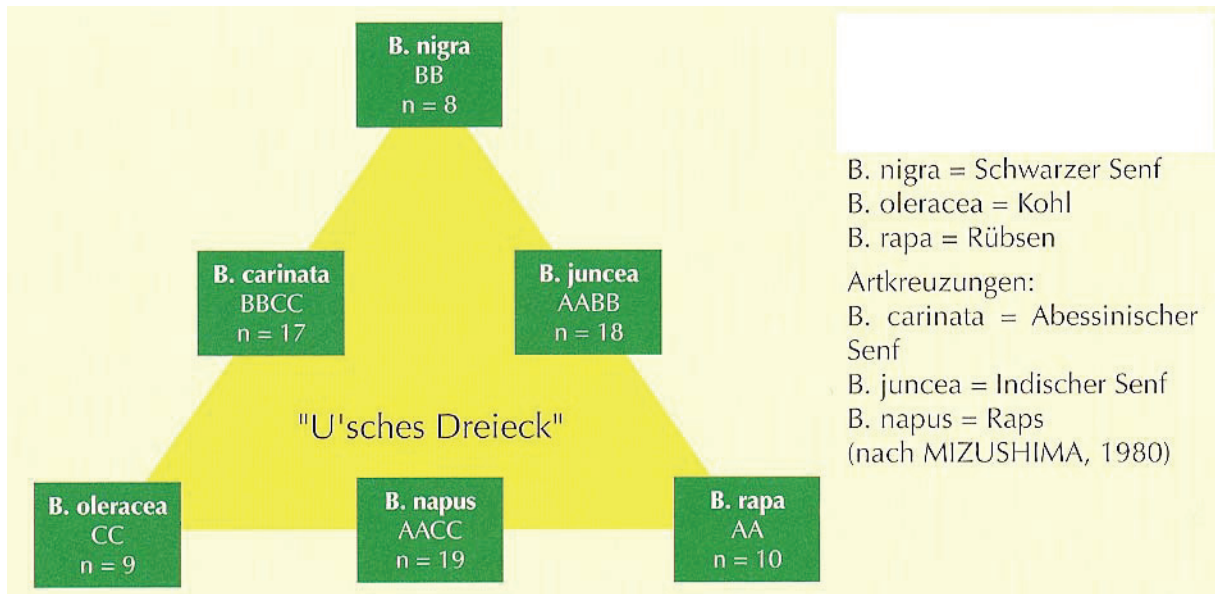 B. nigra
BB
n = 8
B. carinata
BBCC
n = 17
B. juncea
AABB
n = 18
"U'sches Dreieck"
B. oleracea
CC
n = 9
B. napus
AACC
n = 19
B. rapa
AA
n = 10
B. nigra = Schwarzer Senf
B. oleracea = Kohl
B. rapa = Rübsen
Artkreuzungen:
B. carinata = Abessinischer
Senf
B. juncea = Indischer Senf
B. napus = Raps
(nach MIZUSHIMA, 1980)